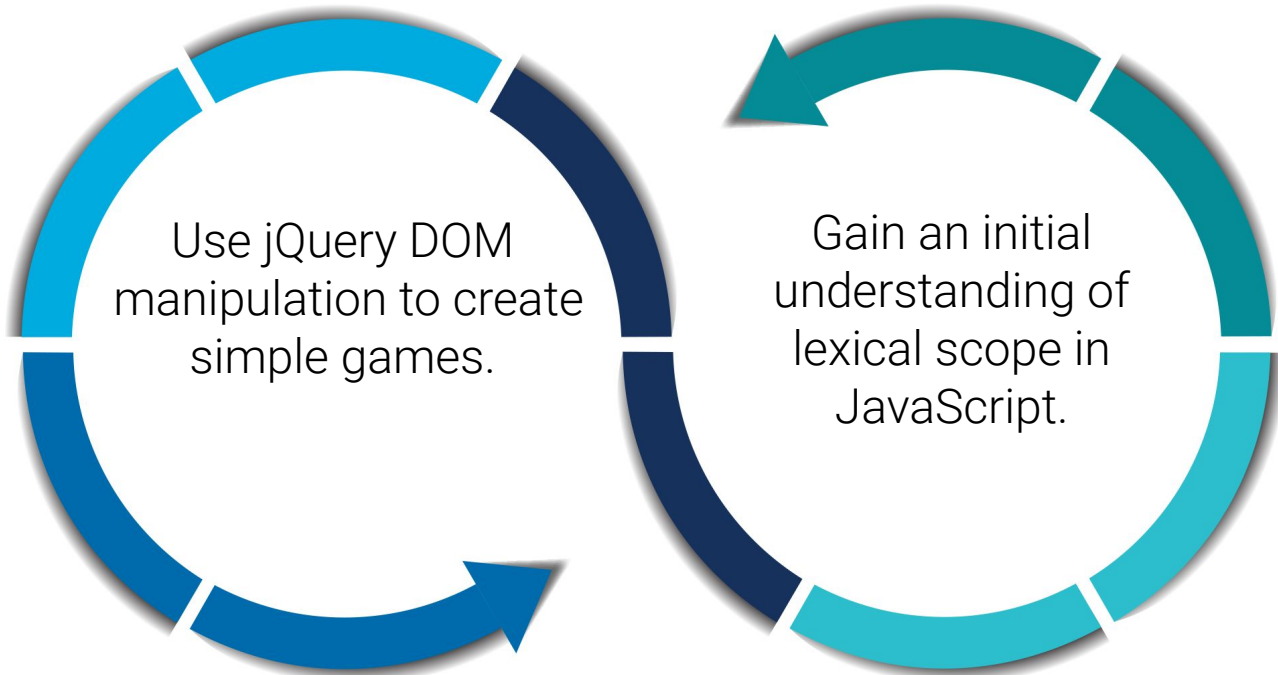 Use jQuery DOM
manipulation to create
simple games.
Gain an initial
understanding of
lexical scope in
JavaScript.